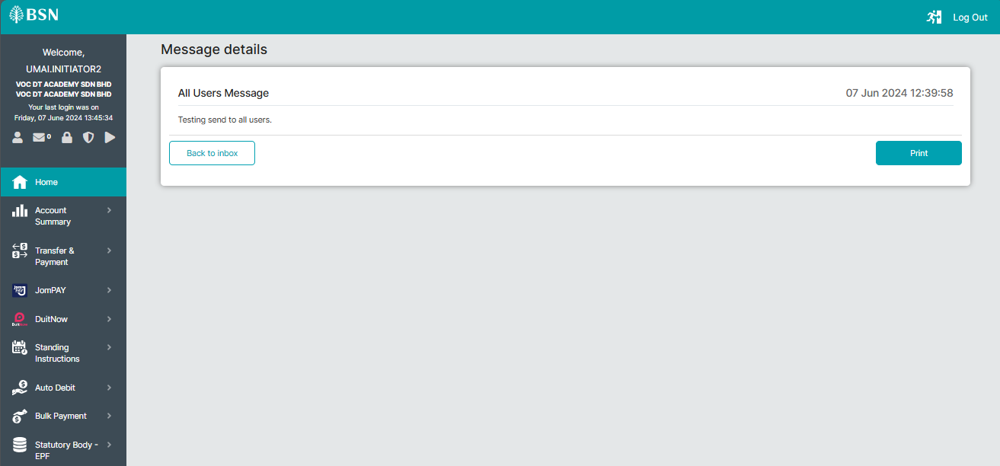 BSN
Log Out
Welcome,
UMAI.INITIATOR2
VOC DT ACADEMY SDN BHD
VOC DT ACADEMY SDN BHD
Your last login was on
Friday, 07 June 2024 13:45:34
0
Home
Account
Summary
Transfer &
Payment
JomPAY
DuitNow
Standing
Instructions
Auto Debit
Bulk Payment
Statutory Body -
EPF
Message details
All Users Message
07 Jun 2024 12:39:58
Testing send to all users.
Back to inbox
Print